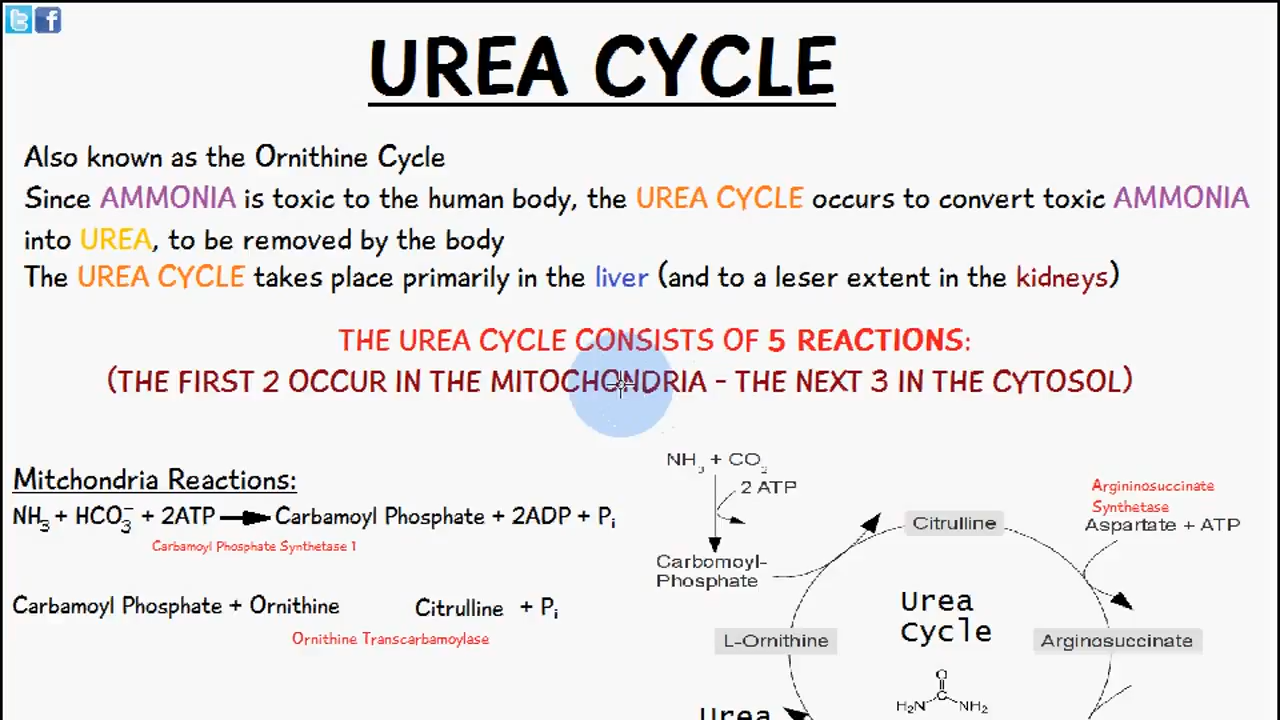 UREA CYCLE
Also known as the Ornithine Cycle
Since AMMONIA is toxic to the human body, the UREA CYCLE occurs to convert toxic AMMONIA
into UREA, to be removed by the body
The UREA CYCLE takes place primarily in the liver (and to a leser extent in the kidneys)
THE UREA CYCLE CONSISTS OF 5 REACTIONS:
(THE FIRST 2 OCCUR IN THE MITOCHONDRIA - THE NEXT 3 IN THE CYTOSOL)
Mitchondria Reactions:
NH₃ + HCO₃⁻ + 2ATP → Carbamoyl Phosphate + 2ADP + Pᵢ
Carbamoyl Phosphate Synthetase 1
Carbamoyl Phosphate + Ornithine Citrulline + Pᵢ
Ornithine Transcarbamoylase
NH₃ + CO₂
2 ATP
Carbomoyl-
Phosphate
Citrulline
Argininosuccinate
Synthetase
Aspartate + ATP
Urea
Cycle
L-Ornithine
Arginosuccinate
O
C
H₂N NH₂
Urea